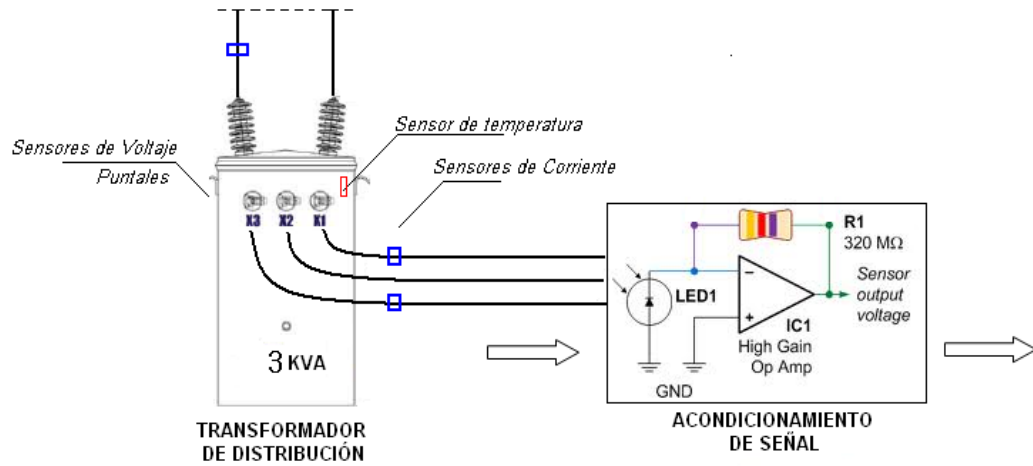 Sensores de Voltaje
Puntales
Sensor de temperatura
Sensores de Corriente
X3 X2 X1
3 KVA
TRANSFORMADOR
DE DISTRIBUCIÓN
R1
320 MΩ
LED1
Sensor
output
voltage
IC1
High Gain
Op Amp
GND
ACONDICIONAMIENTO
DE SEÑAL